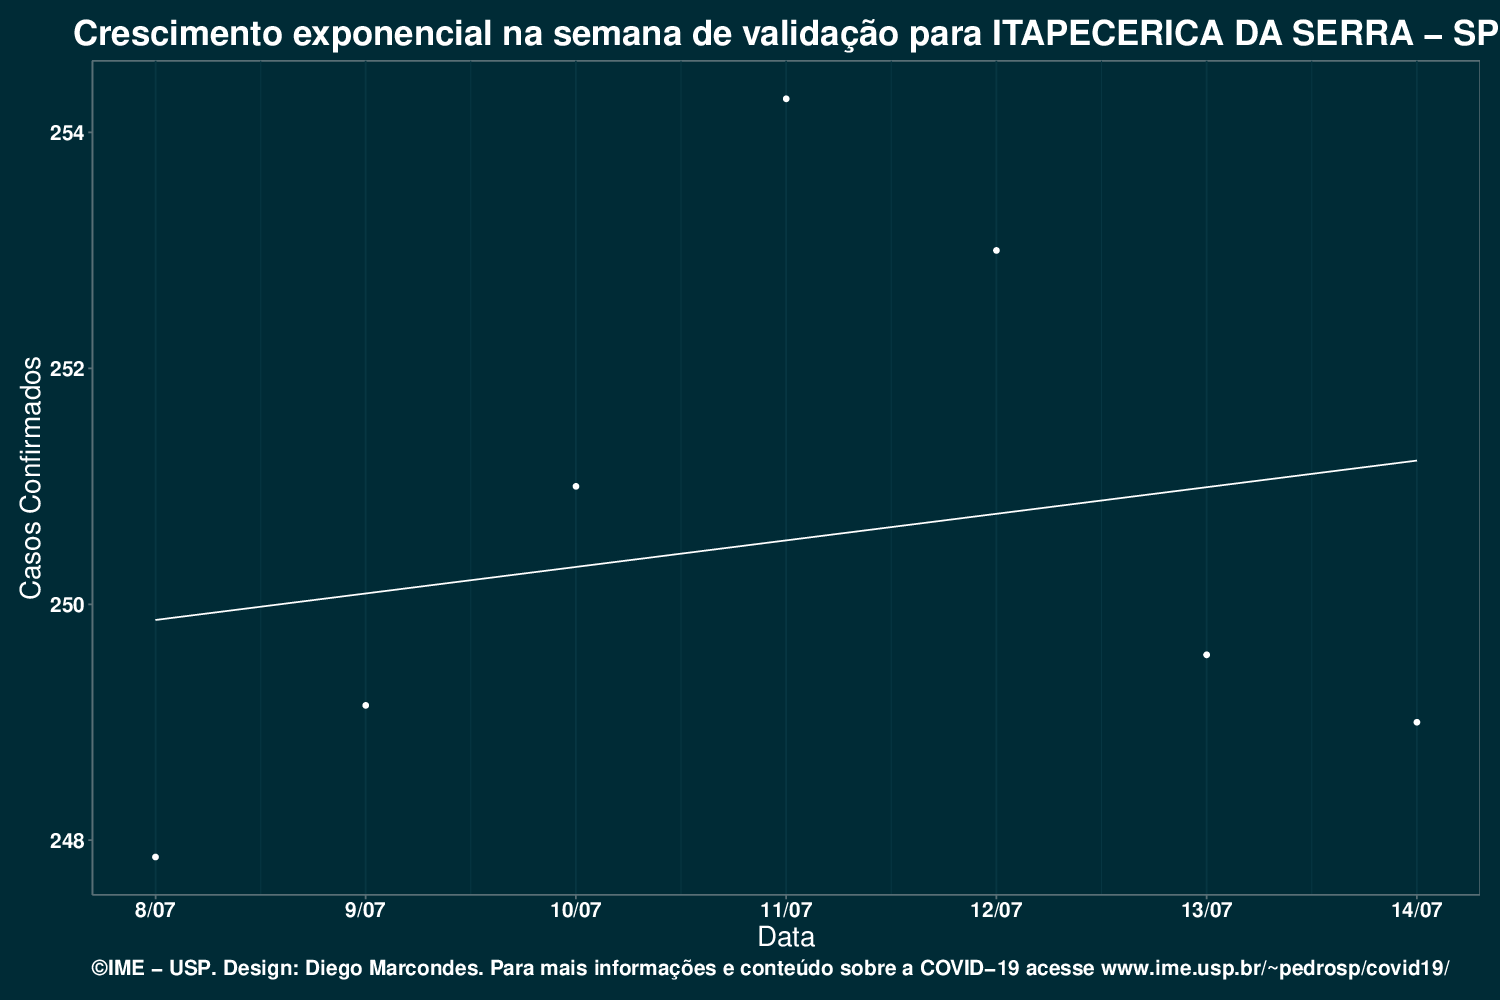 Crescimento exponencial na semana de validação para ITAPECERICA DA SERRA – SP
254
252
250
248
Casos Confirmados
8/07 9/07 10/07 11/07 12/07 13/07 14/07
Data
©IME – USP. Design: Diego Marcondes. Para mais informações e conteúdo sobre a COVID–19 acesse www.ime.usp.br/~pedrosp/covid19/